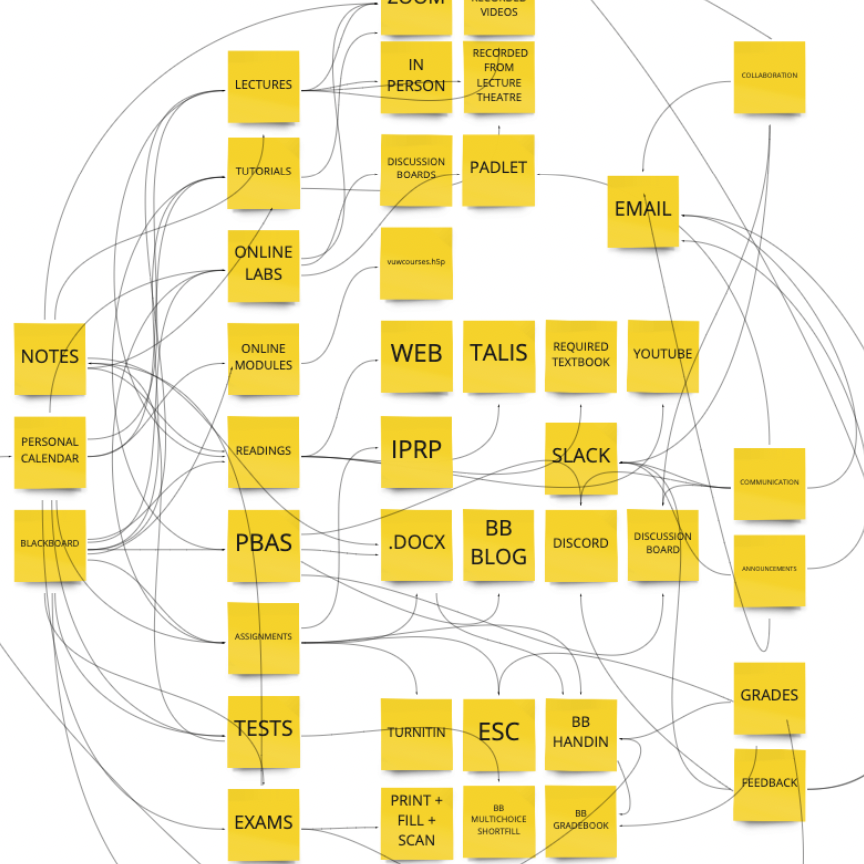 ZOOM
RECORDED
VIDEOS
LECTURES
IN
PERSON
RECORDED
FROM
LECTURE
THEATRE
COLLABORATION
TUTORIALS
DISCUSSION
BOARDS
PADLET
EMAIL
ONLINE
LABS
vuwcourses.h5p
NOTES
ONLINE
MODULES
WEB
TALIS
REQUIRED
TEXTBOOK
YOUTUBE
PERSONAL
CALENDAR
READINGS
IPRP
SLACK
COMMUNICATION
BLACKBOARD
PBAS
.DOCX
BB
BLOG
DISCORD
DISCUSSION
BOARD
ANNOUNCEMENTS
ASSIGNMENTS
GRADES
TESTS
TURNITIN
ESC
BB
HANDIN
FEEDBACK
EXAMS
PRINT +
FILL +
SCAN
BB
MULTICHOICE
SHORTFILL
BB
GRADEBOOK